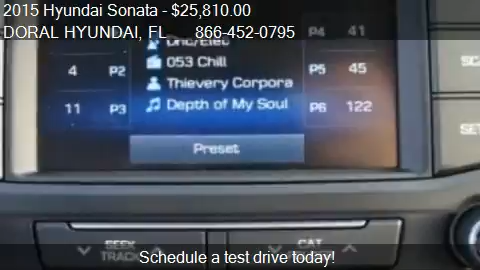 2015 Hyundai Sonata - $25,810.00
DORAL HYUNDAI, FL 866-452-0795
P4 41
ChC/Elec
4 P2 053 Chill P5 45
Thievery Corpora
11 P3 Depth of My Soul P6 122
Preset
SEEK
TRACK
CAT
Schedule a test drive today!